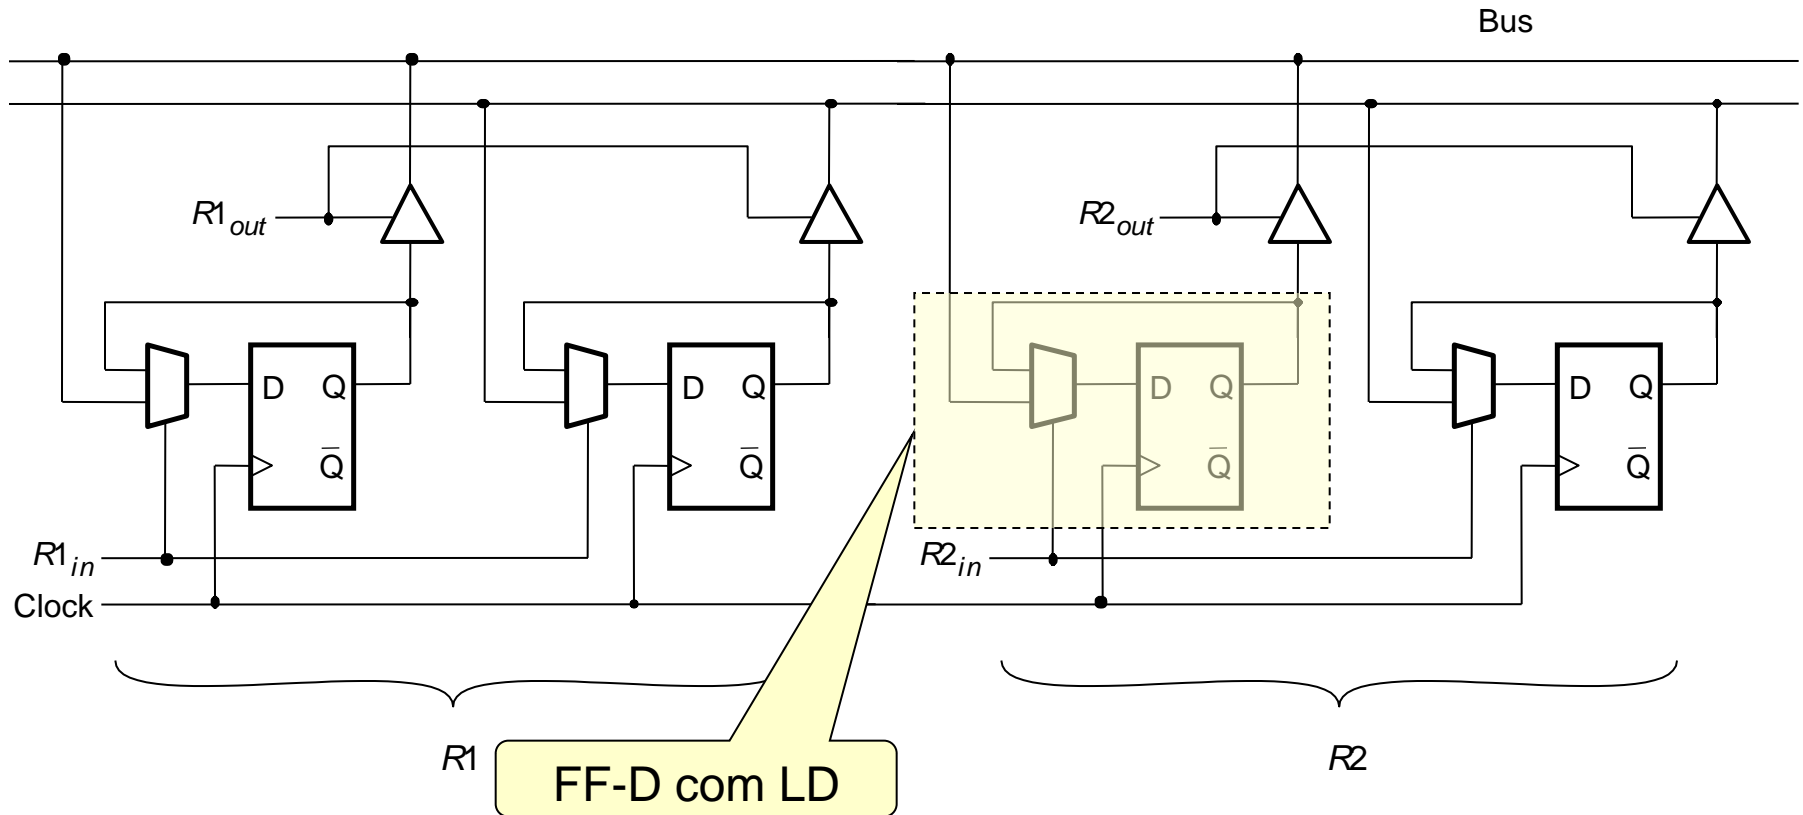 Bus
R1out
R2out
D Q
Q̅
D Q
Q̅
D Q
Q̅
D Q
Q̅
R1in
R2in
Clock
R1
R2
FF-D com LD